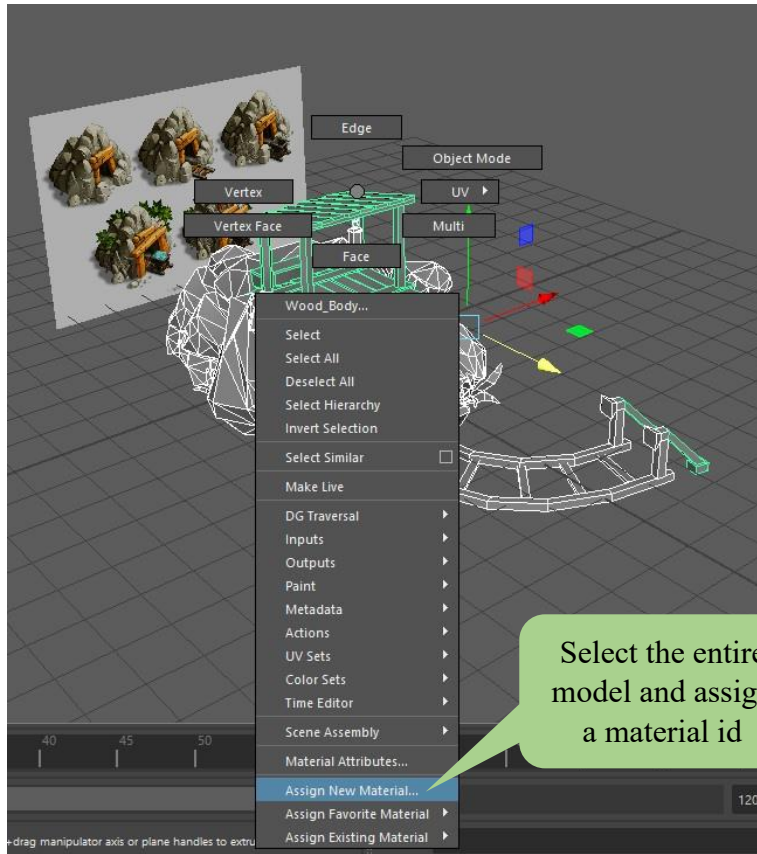 Edge
Object Mode
Vertex
UV
Vertex Face
Multi
Face
Wood_Body...
Select
Select All
Deselect All
Select Hierarchy
Invert Selection
Select Similar
Make Live
DG Traversal
Inputs
Outputs
Paint
Metadata
Actions
UV Sets
Color Sets
Time Editor
Scene Assembly
Material Attributes...
Assign New Material...
Assign Favorite Material
Assign Existing Material
Select the entire
model and assig
a material id
40 45 50
120
+drag manipulator axis or plane handles to extru